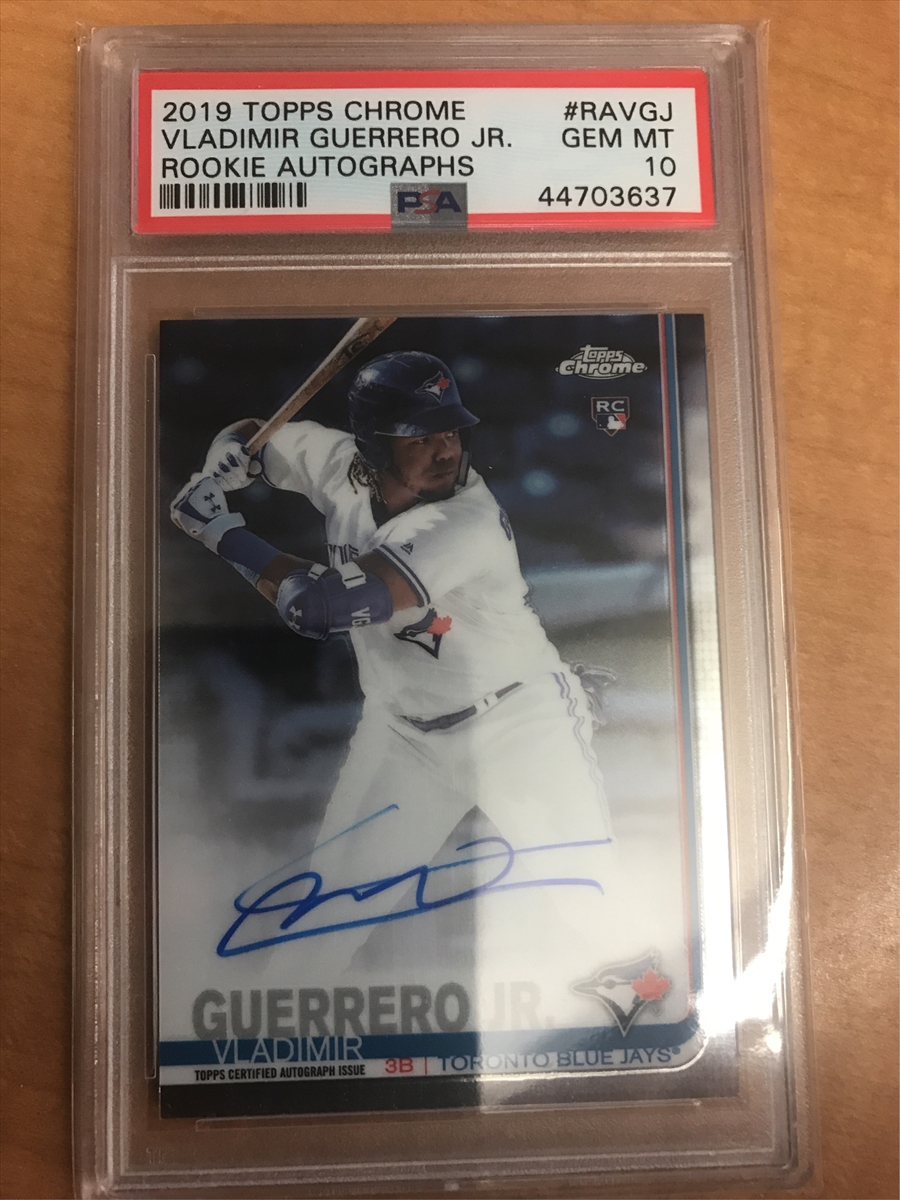 2019 TOPPS CHROME #RAVGJ
VLADIMIR GUERRERO JR. GEM MT
ROOKIE AUTOGRAPHS 10
PSA 44703637
Topps
Chrome
RC
VG
GUERRERO JR.
VLADIMIR
3B | TORONTO BLUE JAYS®
TOPPS CERTIFIED AUTOGRAPH ISSUE